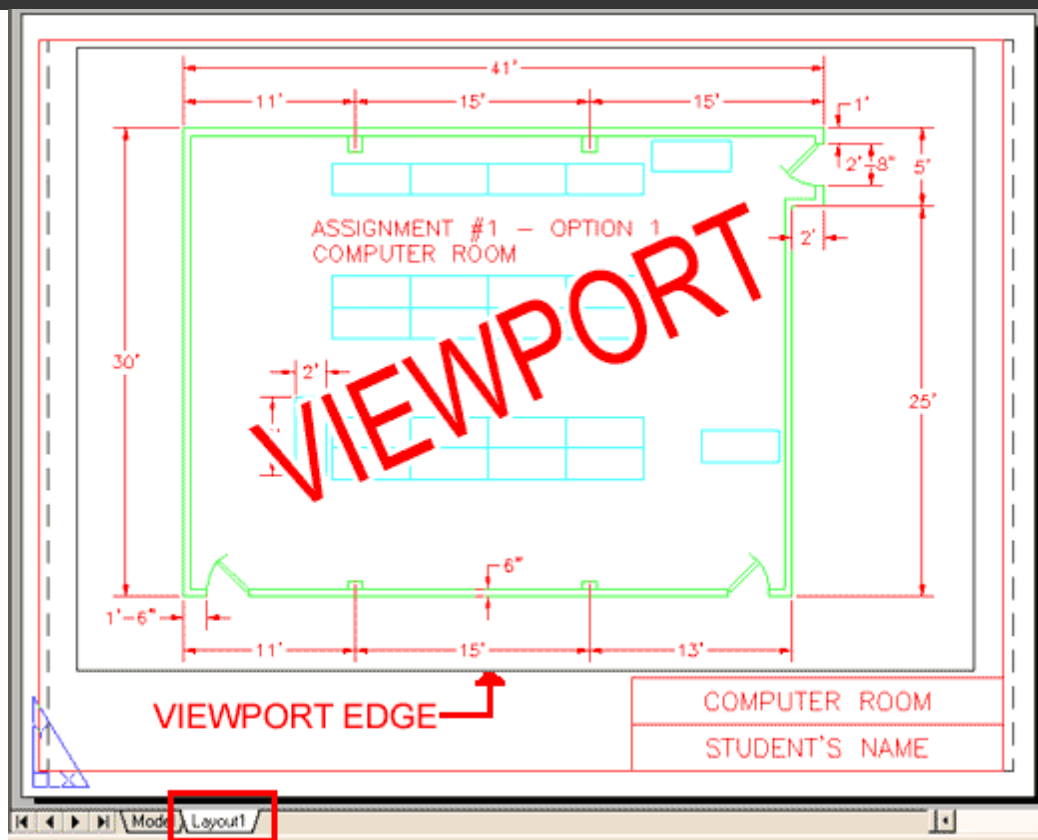 41'
11' 15' 15'
1'
2'-8" 5'
ASSIGNMENT #1 - OPTION 1
COMPUTER ROOM
2'
VIEWPORT
30'
2'
25'
6"
1'-6"
11' 15' 13'
VIEWPORT EDGE
COMPUTER ROOM
STUDENT'S NAME
X
Model Layout1